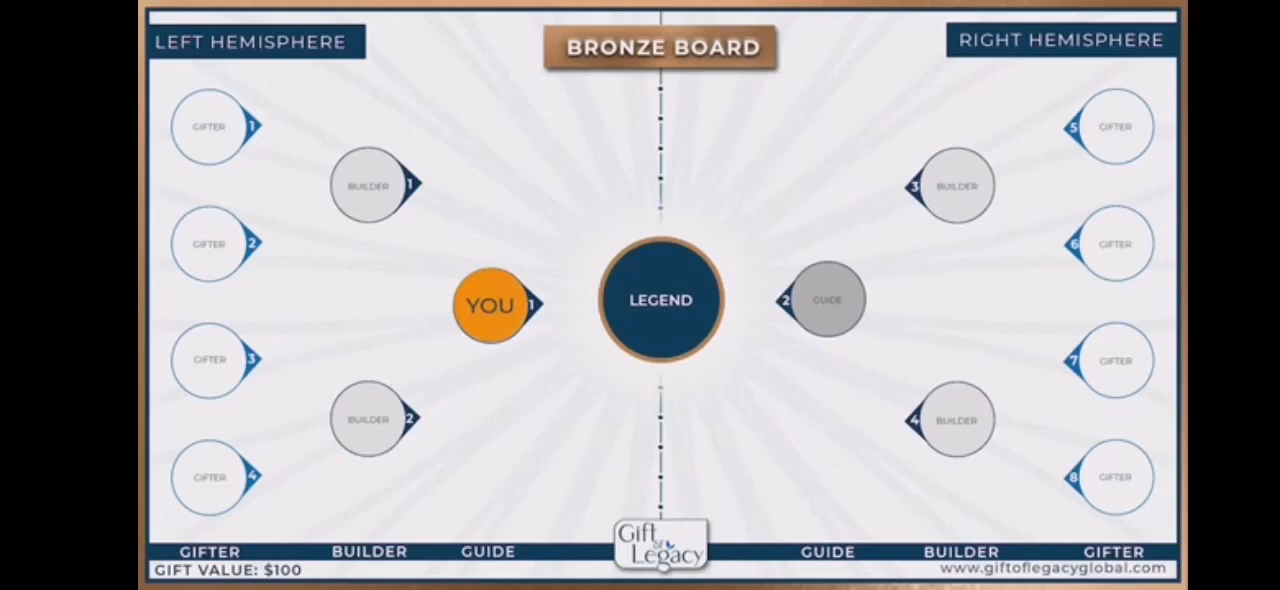 LEFT HEMISPHERE
BRONZE BOARD
RIGHT HEMISPHERE
GIFTER 1
5 GIFTER
BUILDER 1
3 BUILDER
GIFTER 2
6 GIFTER
YOU 1
LEGEND
2 GUIDE
GIFTER 3
7 GIFTER
BUILDER 2
4 BUILDER
GIFTER 4
8 GIFTER
Gift
of
Legacy
GIFTER BUILDER GUIDE
GUIDE BUILDER GIFTER
GIFT VALUE: $100
www.giftoflegacyglobal.com